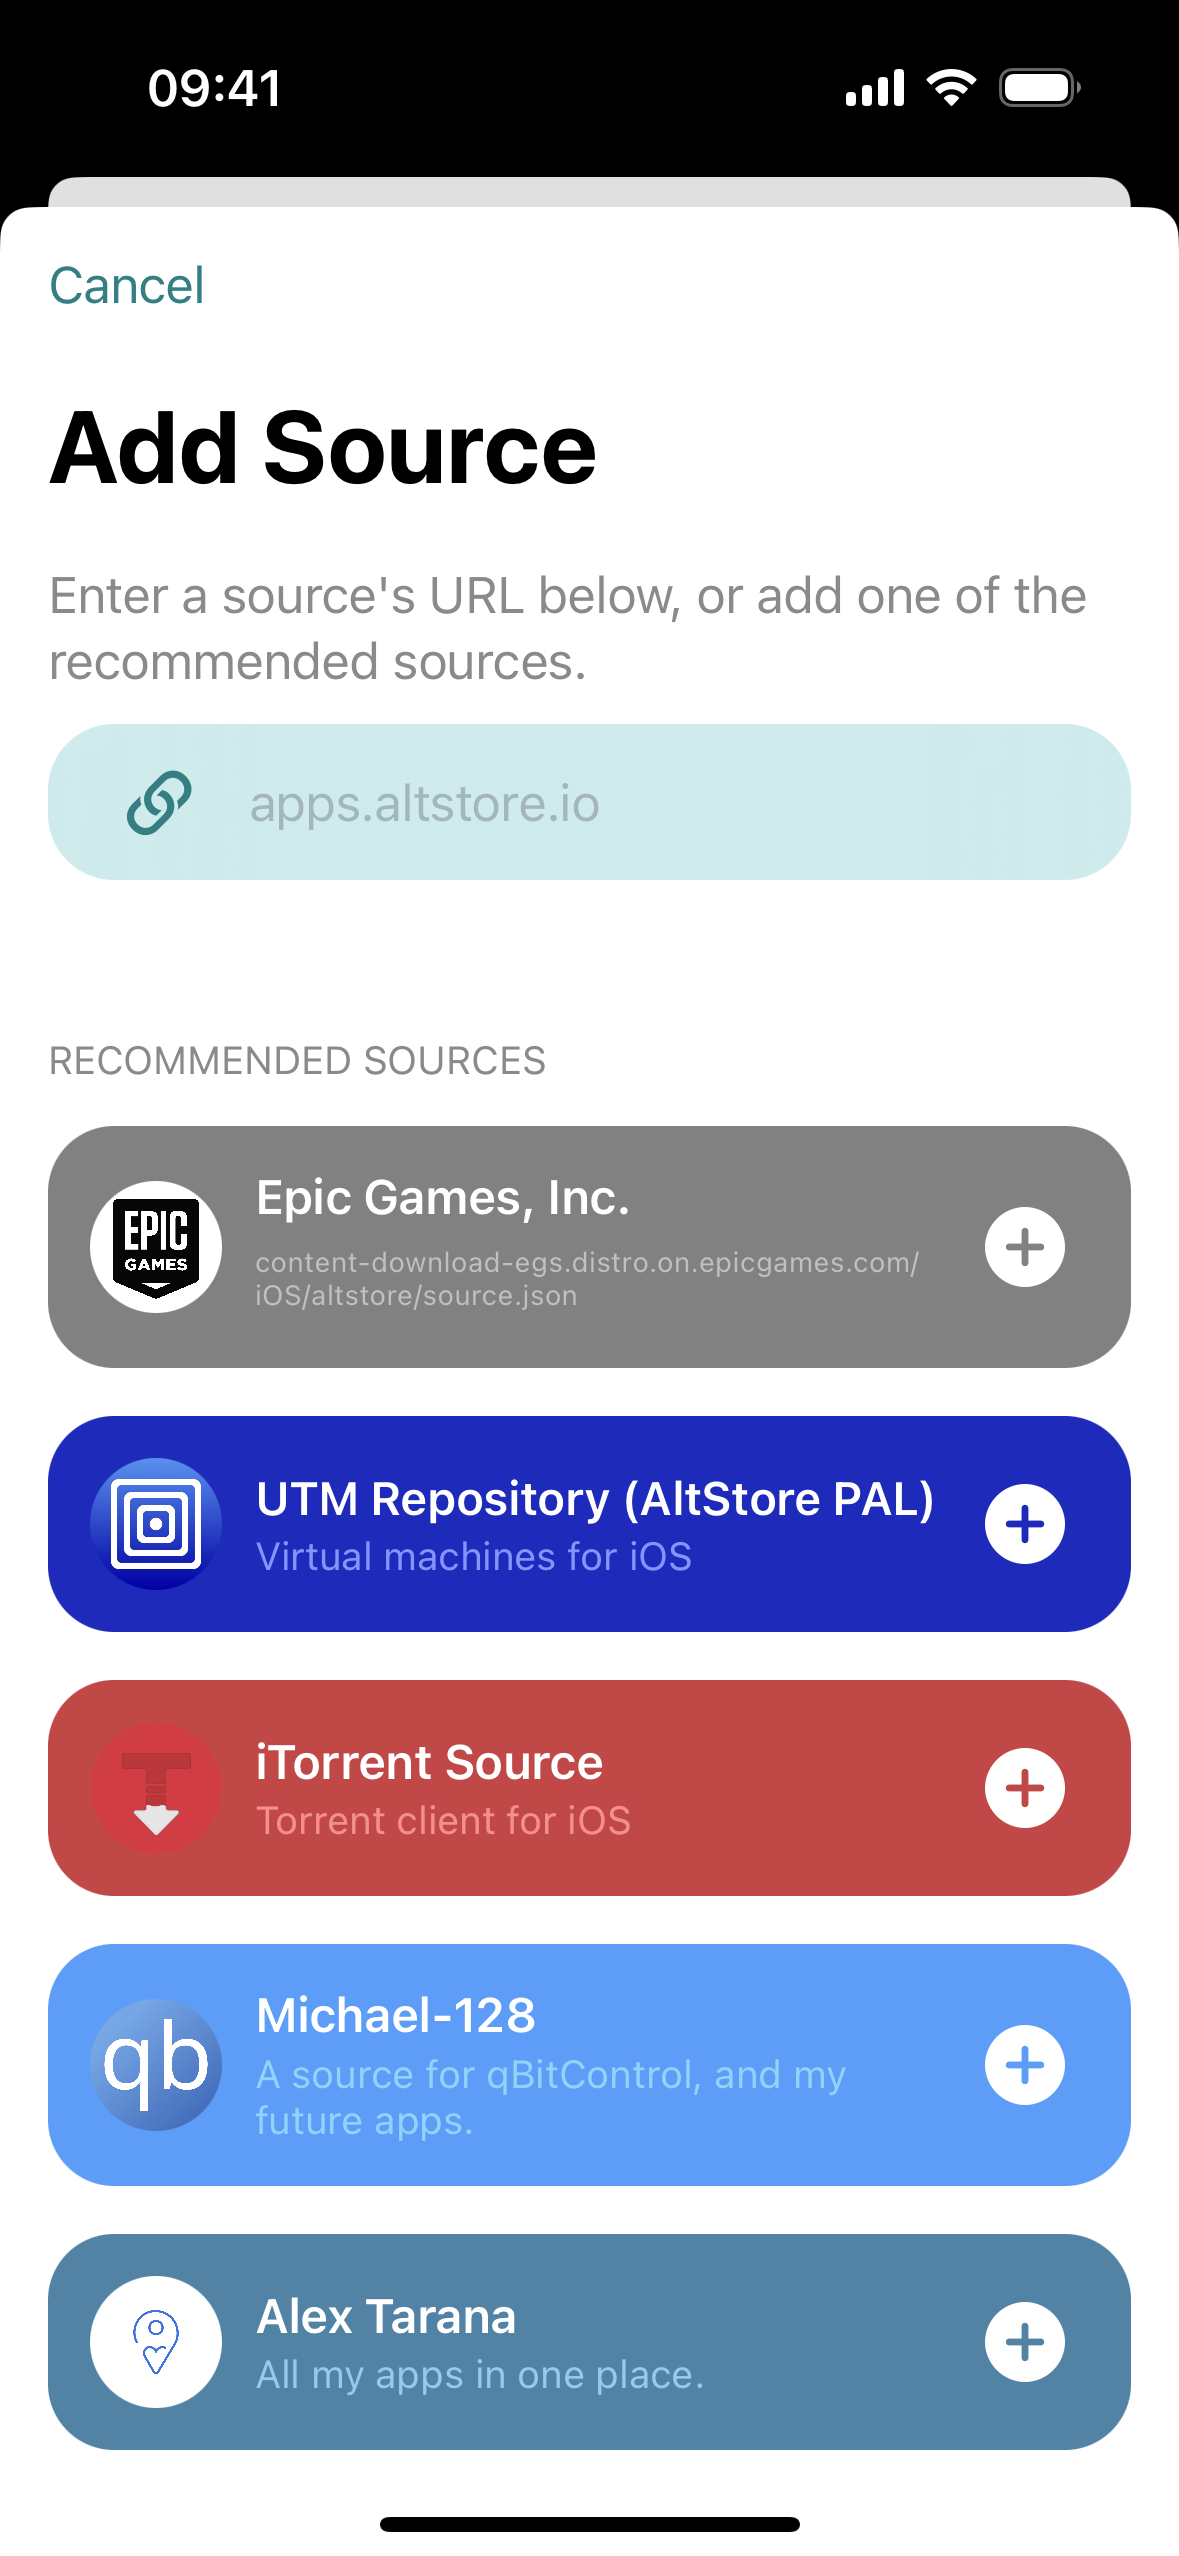 09:41
Cancel
Add Source
Enter a source's URL below, or add one of the
recommended sources.
apps.altstore.io
RECOMMENDED SOURCES
EPIC
GAMES
Epic Games, Inc.
content-download-egs.distro.on.epicgames.com/
iOS/altstore/source.json
UTM Repository (AltStore PAL)
Virtual machines for iOS
iTorrent Source
Torrent client for iOS
qb
Michael-128
A source for qBitControl, and my
future apps.
Alex Tarana
All my apps in one place.